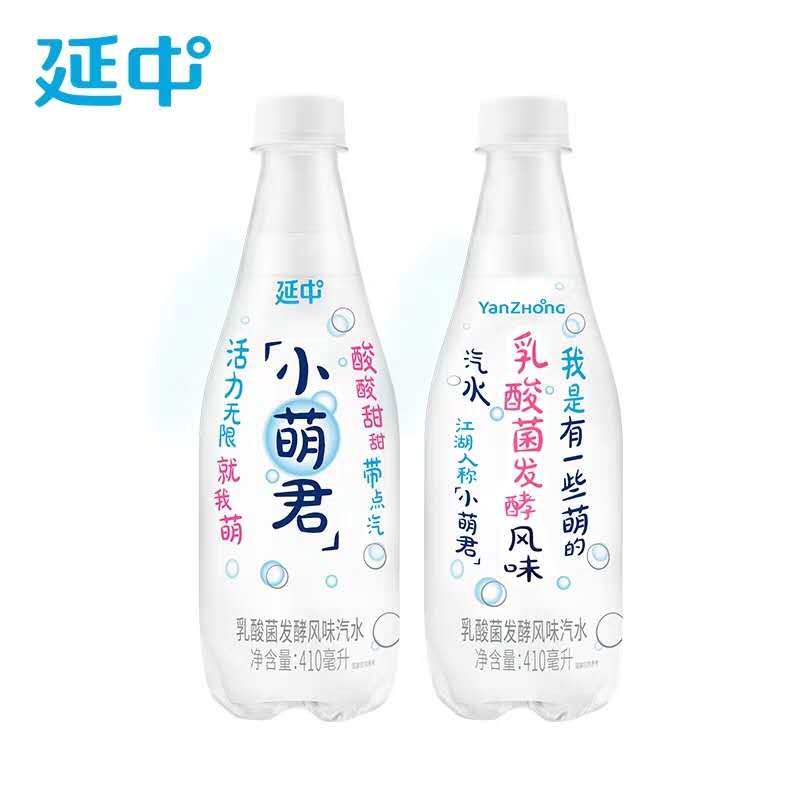 延中
延中
「小萌君」
酸酸甜甜带点汽
活力无限就我萌
乳酸菌发酵风味汽水
净含量:410毫升
YanZHONG
我是有一些萌的
乳酸菌发酵风味
汽水
江湖人称「小萌君」
乳酸菌发酵风味汽水
净含量:410毫升